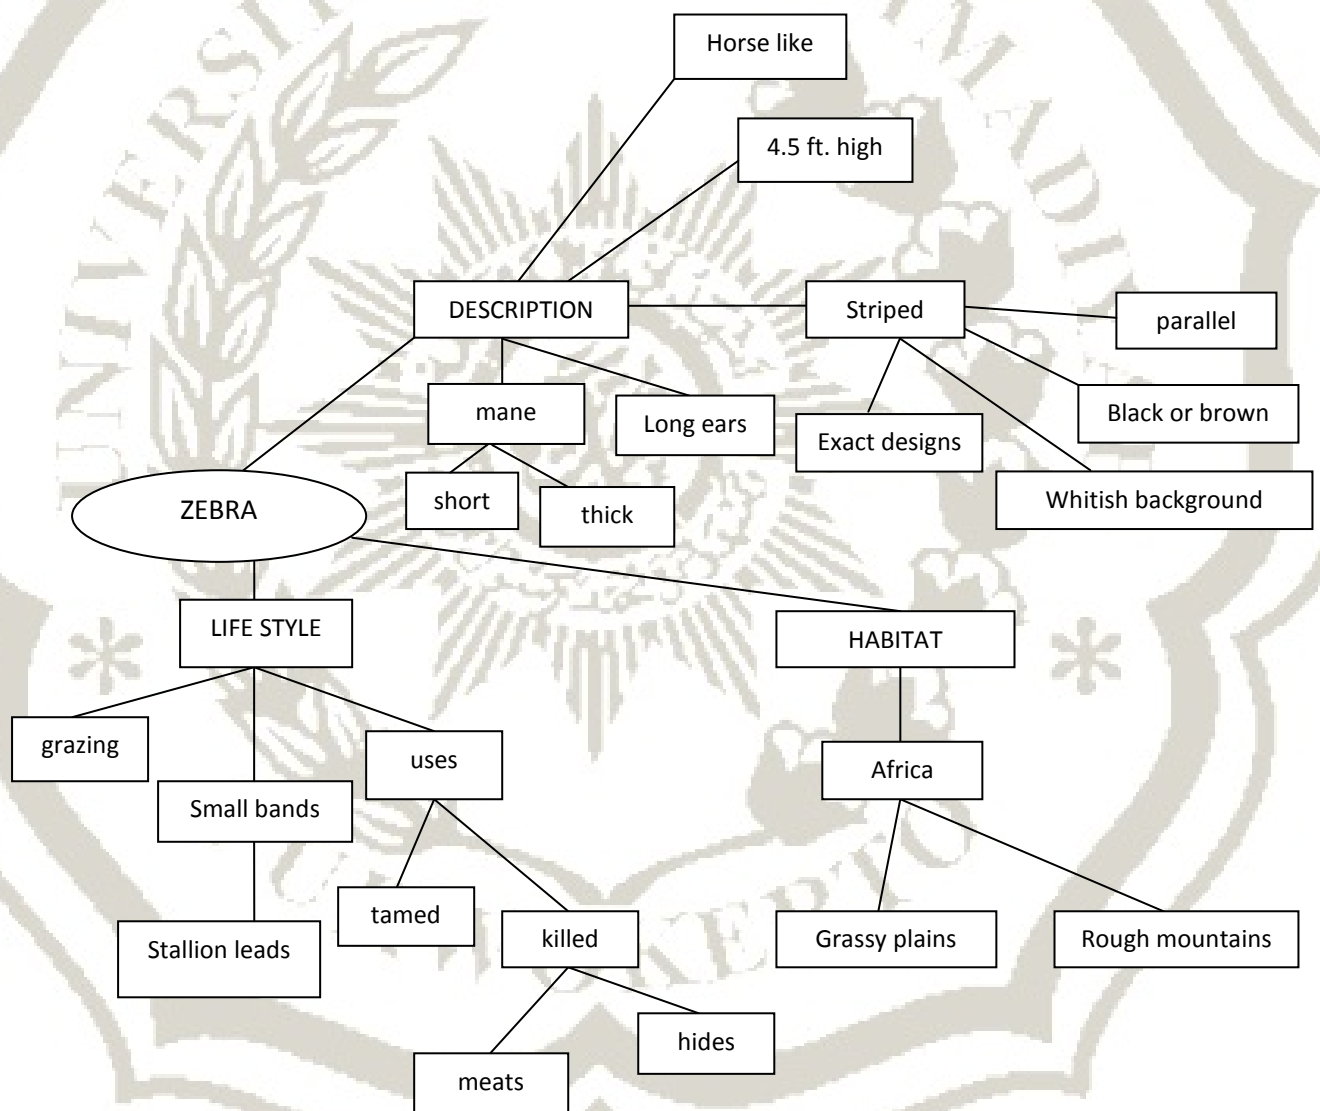 Horse like
4.5 ft. high
DESCRIPTION
Striped
parallel
mane
Long ears
Exact designs
Black or brown
short
thick
Whitish background
ZEBRA
LIFE STYLE
HABITAT
grazing
uses
Africa
Small bands
tamed
killed
Grassy plains
Rough mountains
Stallion leads
hides
meats